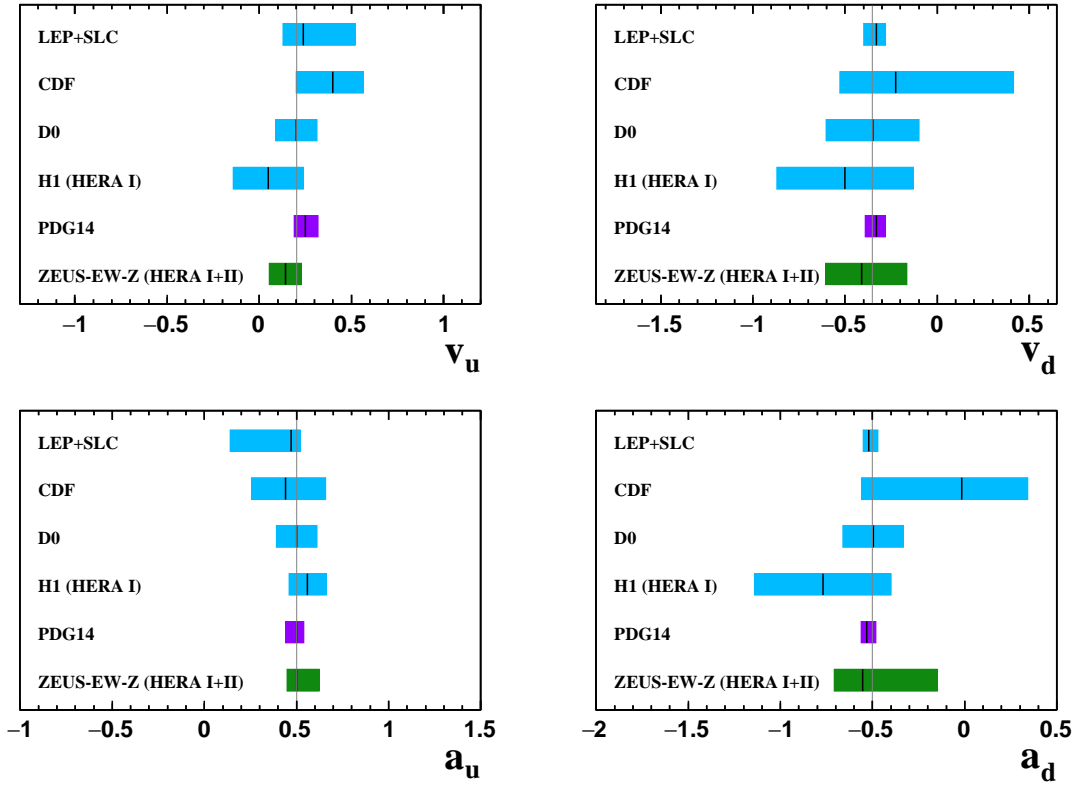 LEP+SLC
CDF
D0
H1 (HERA I)
PDG14
ZEUS-EW-Z (HERA I+II)
−1 −0.5 0 0.5 1
v_u
LEP+SLC
CDF
D0
H1 (HERA I)
PDG14
ZEUS-EW-Z (HERA I+II)
−1.5 −1 −0.5 0 0.5
v_d
LEP+SLC
CDF
D0
H1 (HERA I)
PDG14
ZEUS-EW-Z (HERA I+II)
−1 −0.5 0 0.5 1 1.5
a_u
LEP+SLC
CDF
D0
H1 (HERA I)
PDG14
ZEUS-EW-Z (HERA I+II)
−2 −1.5 −1 −0.5 0 0.5
a_d